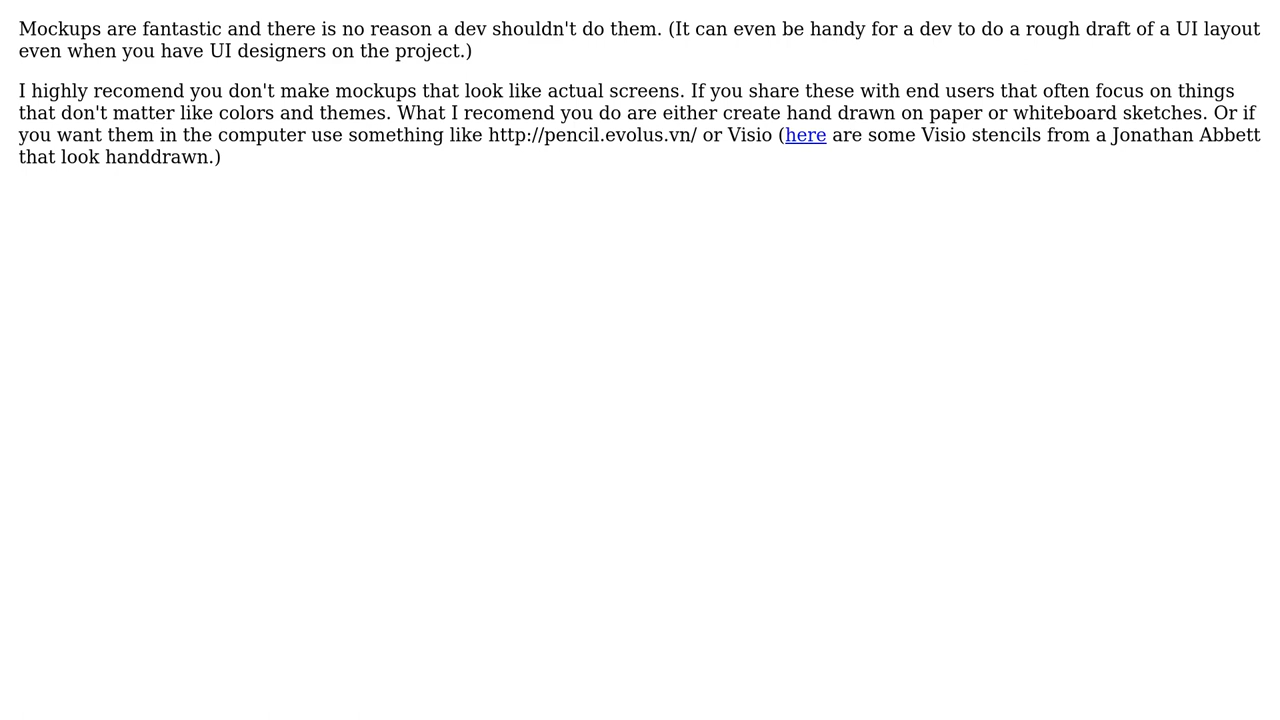 Mockups are fantastic and there is no reason a dev shouldn't do them. (It can even be handy for a dev to do a rough draft of a UI layout
even when you have UI designers on the project.)
I highly recomend you don't make mockups that look like actual screens. If you share these with end users that often focus on things
that don't matter like colors and themes. What I recomend you do are either create hand drawn on paper or whiteboard sketches. Or if
you want them in the computer use something like http://pencil.evolus.vn/ or Visio (here are some Visio stencils from a Jonathan Abbett
that look handdrawn.)